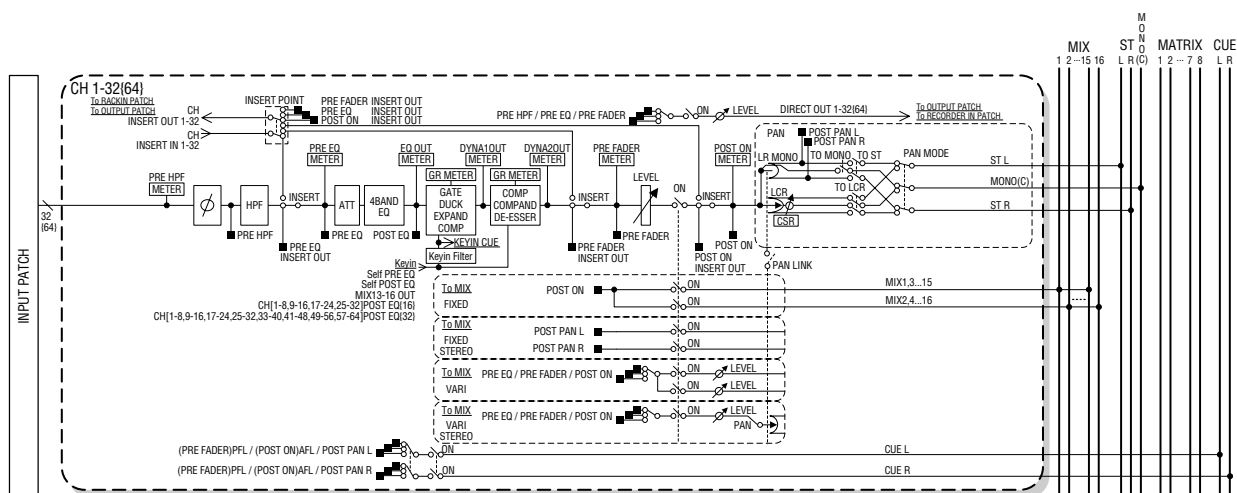 MIX
ST
MONO(C)
MATRIX
CUE
1 2 ··· 15 16
L R
1 2 ··· 7 8
L R
INPUT PATCH
32
{64}
CH 1-32{64}
To RACKIN PATCH
To OUTPUT PATCH
CH
INSERT OUT 1-32
CH
INSERT IN 1-32
INSERT POINT
PRE FADER INSERT OUT
PRE EQ INSERT OUT
POST ON INSERT OUT
PRE HPF / PRE EQ / PRE FADER
ON
LEVEL
DIRECT OUT 1-32{64}
To OUTPUT PATCH
To RECORDER IN PATCH
PRE HPF
METER
PRE EQ
METER
EQ OUT
METER
DYNA1OUT
METER
DYNA2OUT
METER
PRE FADER
METER
POST ON
METER
GR METER
GR METER
Ø
HPF
INSERT
ATT
4BAND
EQ
GATE
DUCK
EXPAND
COMP
COMP
COMPAND
DE-ESSER
INSERT
LEVEL
ON
INSERT
PRE HPF
PRE EQ
INSERT OUT
PRE EQ
POST EQ
KEYIN CUE
Keyin Filter
PRE FADER
INSERT OUT
PRE FADER
POST ON
INSERT OUT
POST ON
PAN
POST PAN L
POST PAN R
LR MONO
TO MONO
TO ST
PAN MODE
LCR
TO LCR
CSR
ST L
MONO(C)
ST R
PAN LINK
Keyin
Self PRE EQ
Self POST EQ
MIX13-16 OUT
CH[1-8,9-16,17-24,25-32]POST EQ{16}
CH[1-8,9-16,17-24,25-32,33-40,41-48,49-56,57-64]POST EQ{32}
To MIX
FIXED
POST ON
ON
ON
MIX1,3...15
MIX2,4...16
To MIX
FIXED
STEREO
POST PAN L
POST PAN R
ON
ON
To MIX
VARI
PRE EQ / PRE FADER / POST ON
ON
LEVEL
ON
LEVEL
To MIX
VARI
STEREO
PRE EQ / PRE FADER / POST ON
ON
LEVEL
PAN
(PRE FADER)PFL / (POST ON)AFL / POST PAN L
ON
CUE L
(PRE FADER)PFL / (POST ON)AFL / POST PAN R
ON
CUE R